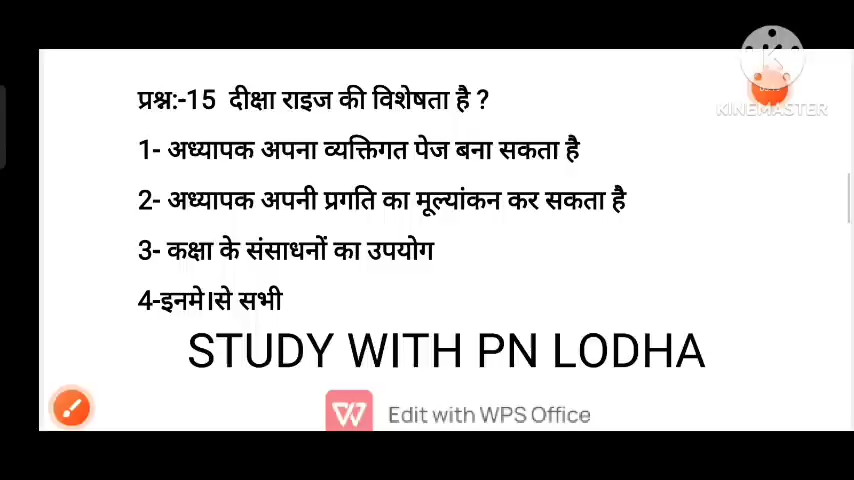 KINEMASTER
प्रश्न:-15 दीक्षा राइज की विशेषता है ?
1- अध्यापक अपना व्यक्तिगत पेज बना सकता है
2- अध्यापक अपनी प्रगति का मूल्यांकन कर सकता है
3- कक्षा के संसाधनों का उपयोग
4-इनमे।से सभी
STUDY WITH PN LODHA
Edit with WPS Office